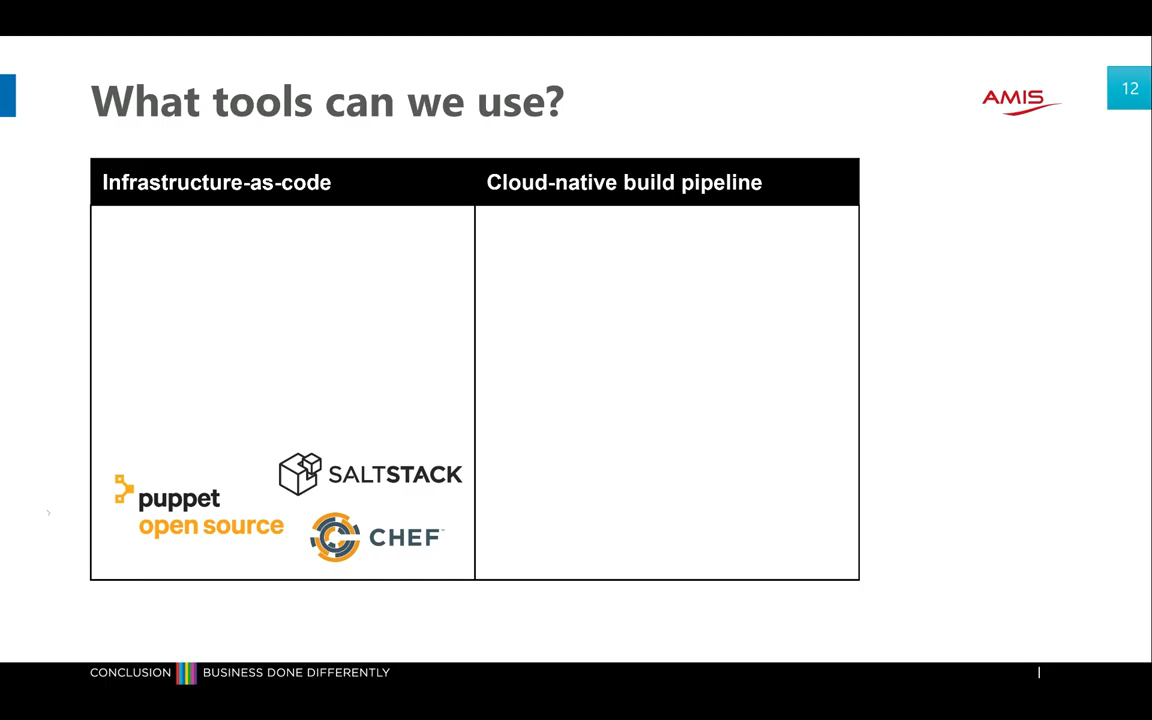 What tools can we use?
AMIS
12
Infrastructure-as-code
Cloud-native build pipeline
SALTSTACK
puppet
open source
CHEF
CONCLUSION BUSINESS DONE DIFFERENTLY